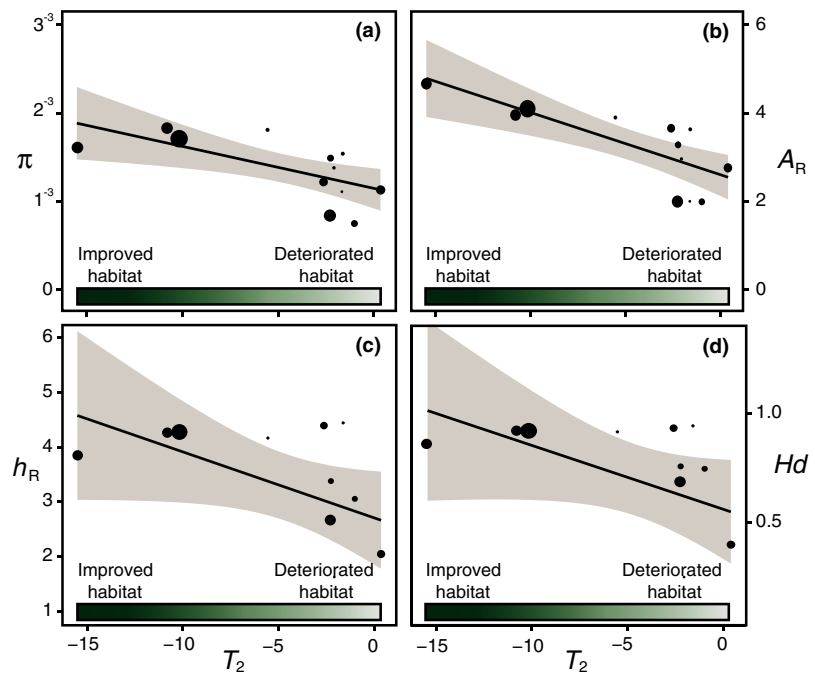 (a)
3⁻³
2⁻³
1⁻³
0
π
Improved habitat
Deteriorated habitat
(b)
6
4
2
0
A_R
Improved habitat
Deteriorated habitat
(c)
6
5
4
3
2
1
h_R
Improved habitat
Deteriorated habitat
−15
−10
−5
0
T₂
(d)
1.0
0.5
Hd
Improved habitat
Deteriorated habitat
−15
−10
−5
0
T₂